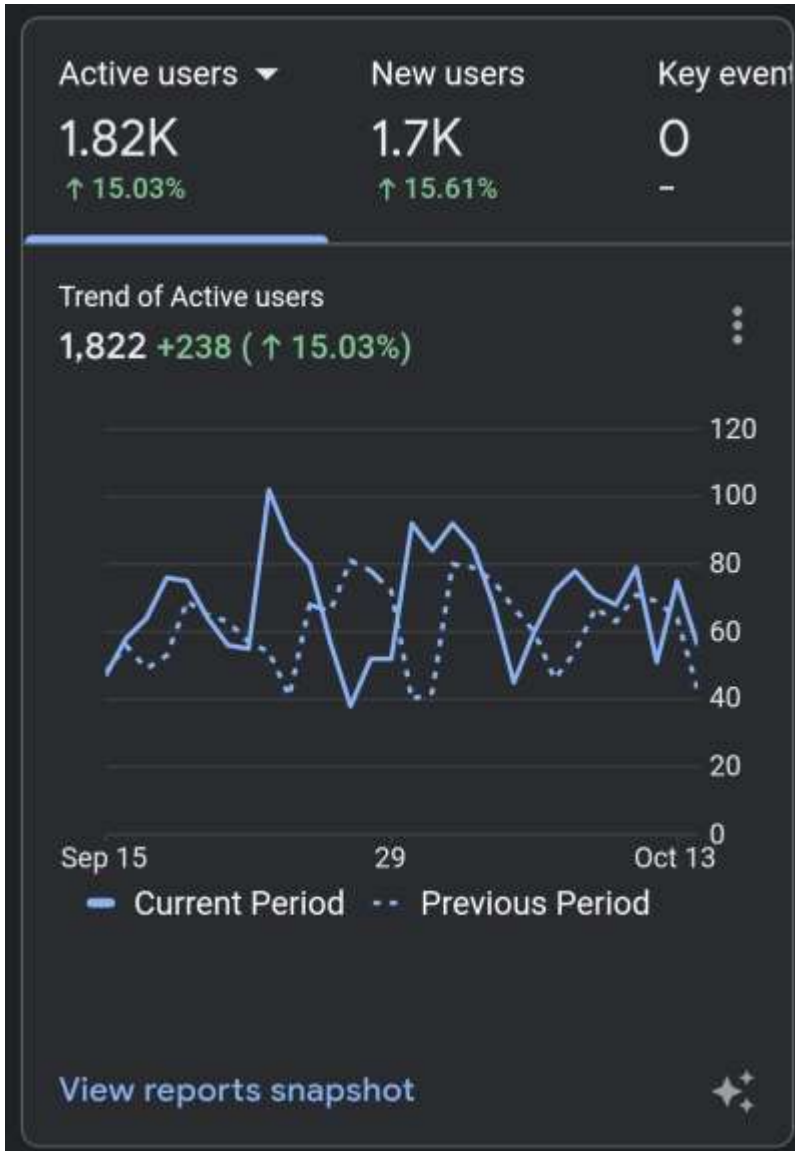 Active users New users Key event
1.82K 1.7K 0
↑ 15.03% ↑ 15.61% –
Trend of Active users
1,822 +238 ( ↑ 15.03%)
120
100
80
60
40
20
0
Sep 15 29 Oct 13
Current Period Previous Period
View reports snapshot